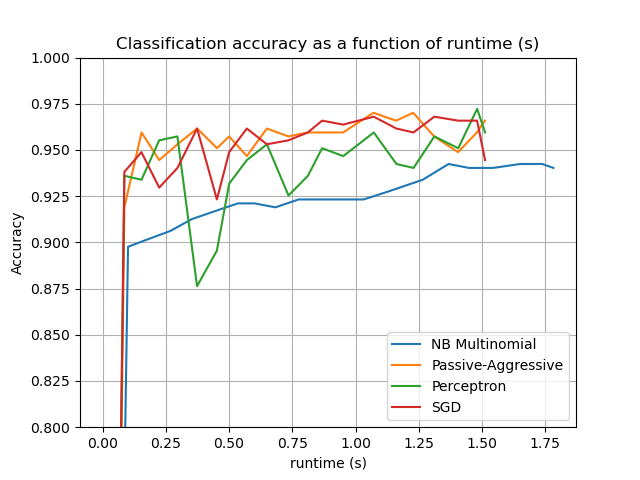 Classification accuracy as a function of runtime (s)
1.000
0.975
0.950
0.925
0.900
0.875
0.850
0.825
0.800
Accuracy
NB Multinomial
Passive-Aggressive
Perceptron
SGD
0.00 0.25 0.50 0.75 1.00 1.25 1.50 1.75
runtime (s)